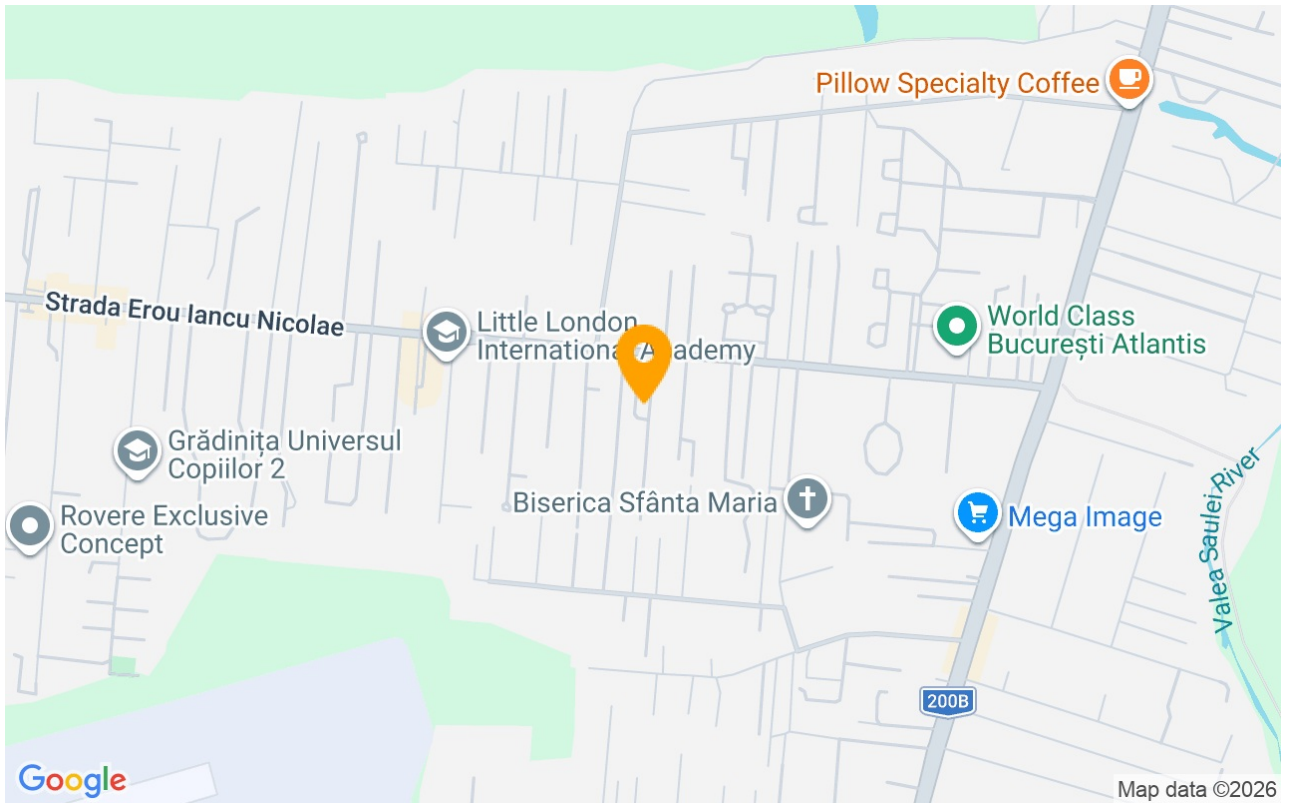 Pillow Specialty Coffee
Strada Erou Iancu Nicolae
Little London
International Academy
World Class
București Atlantis
Grădinița Universul
Copiilor 2
Biserica Sfânta Maria
Rovere Exclusive
Concept
Mega Image
Valea Saulei River
200B
Google
Map data ©2026